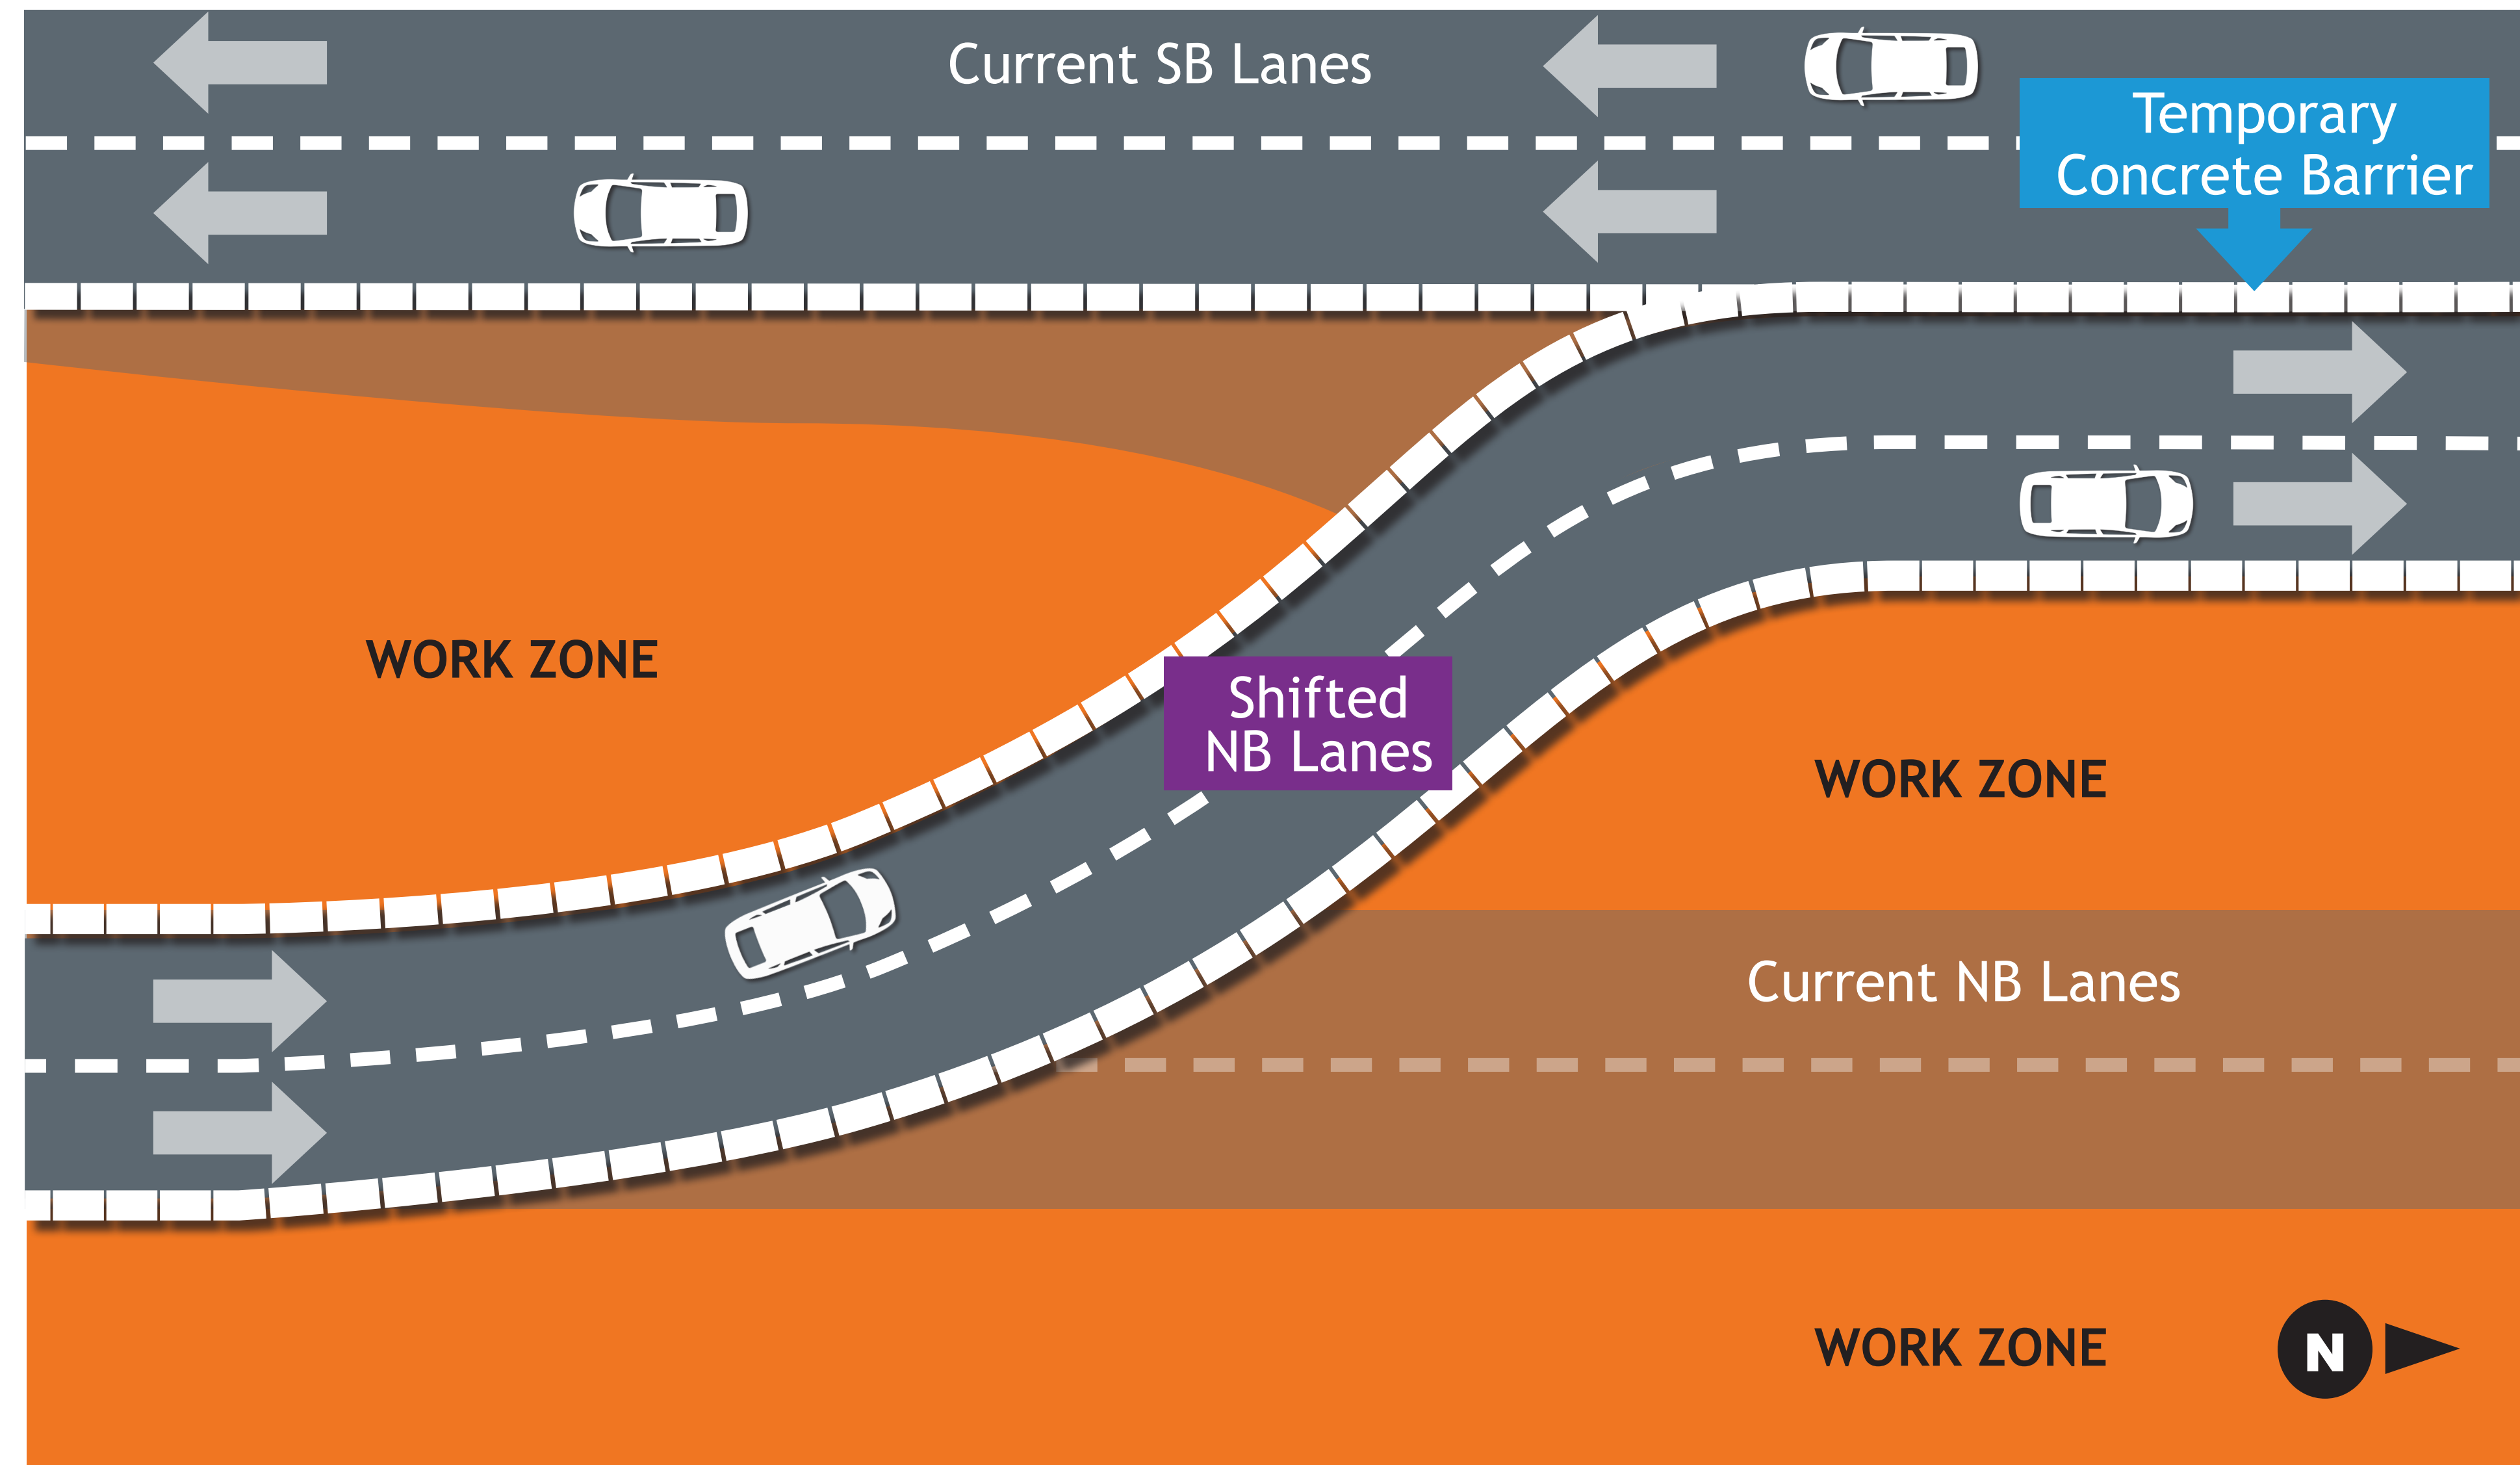 Current SB Lanes
Temporary
Concrete Barrier
WORK ZONE
Shifted
NB Lanes
WORK ZONE
Current NB Lanes
WORK ZONE
N